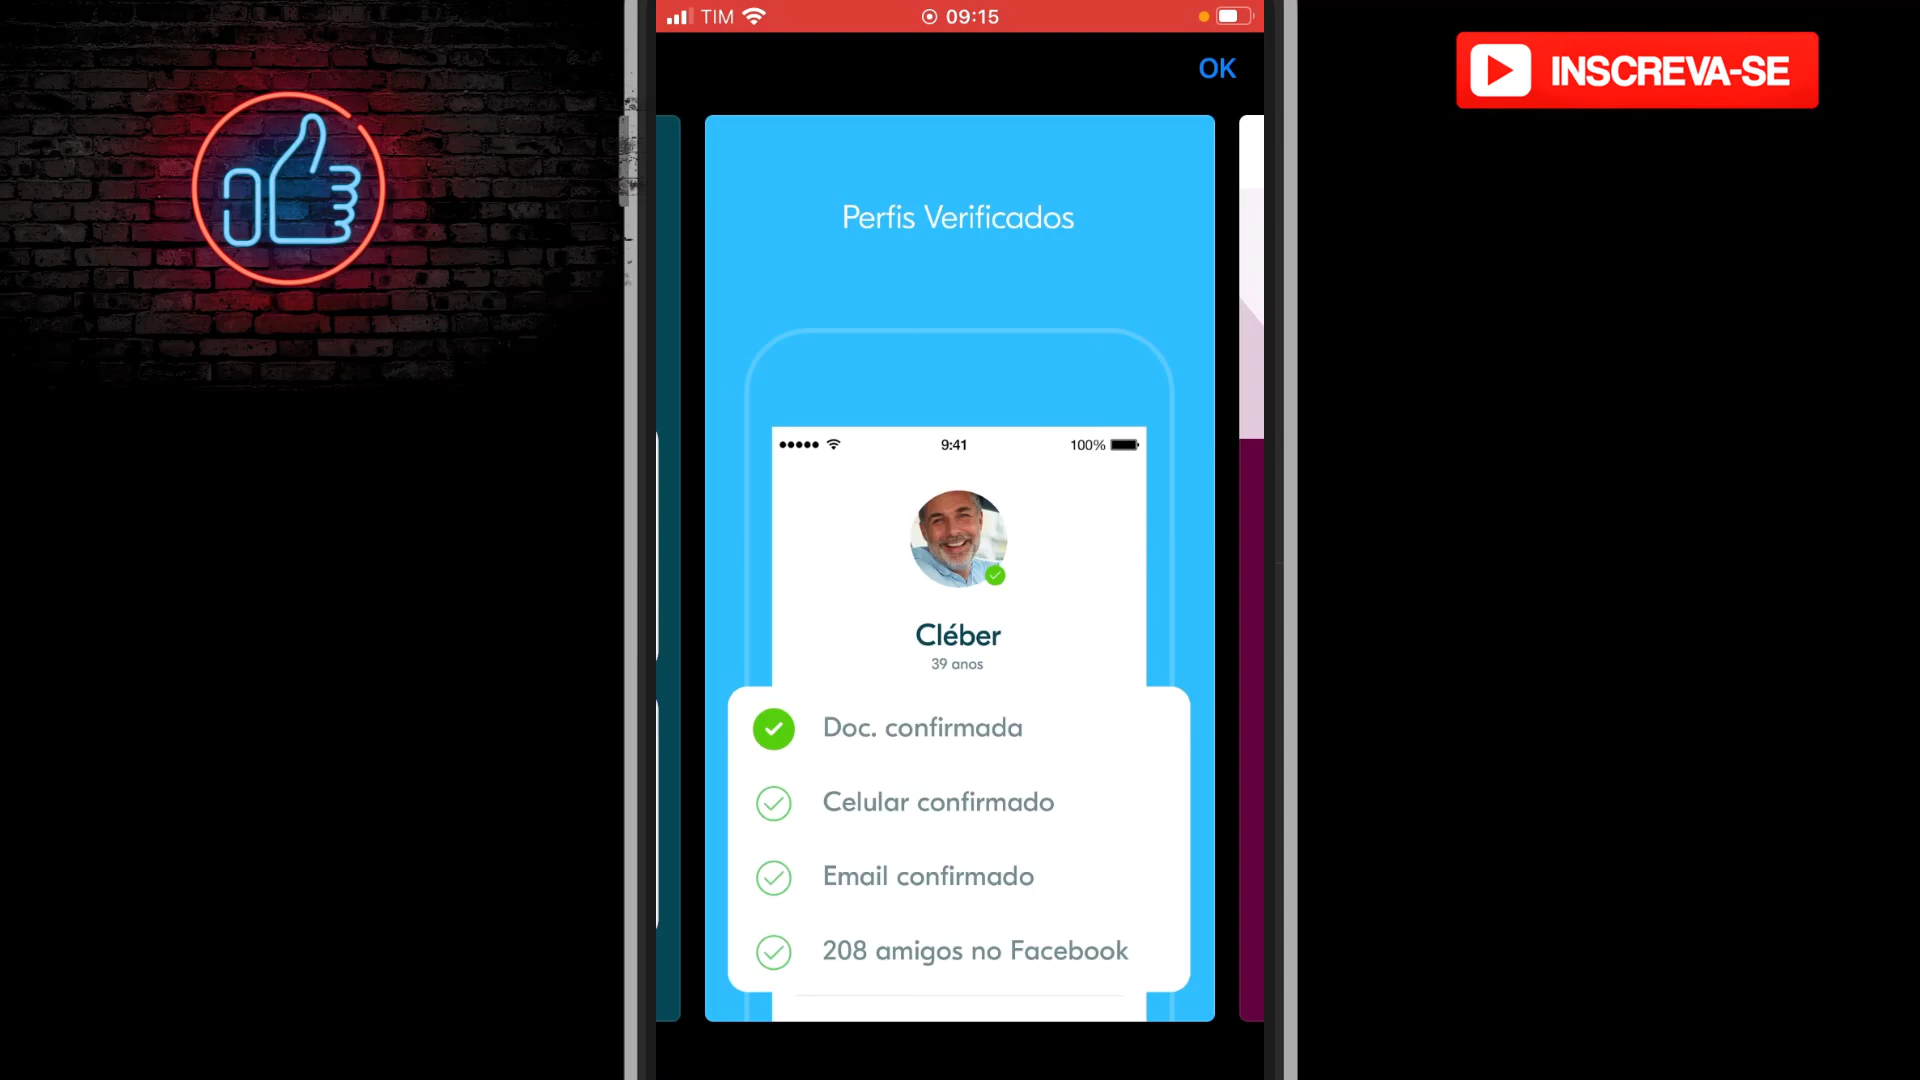 TIM 09:15
OK
INSCREVA-SE
Perfis Verificados
9:41 100%
Cléber
39 anos
Doc. confirmada
Celular confirmado
Email confirmado
208 amigos no Facebook